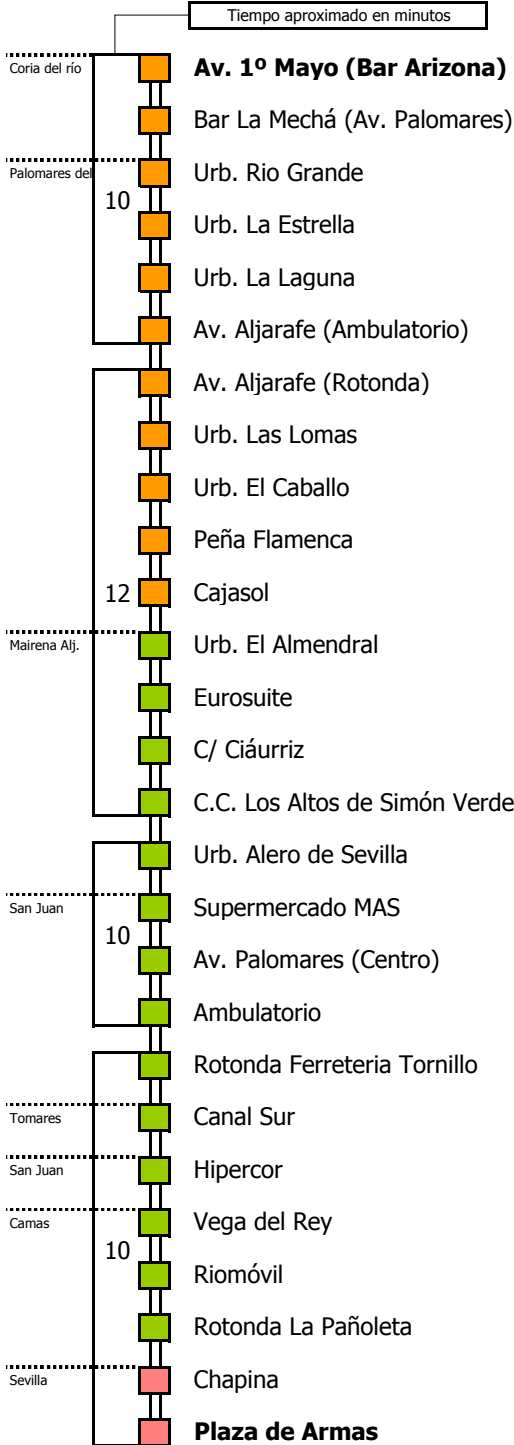 Tiempo aproximado en minutos
Coria del río
Av. 1º Mayo (Bar Arizona)
Bar La Mechá (Av. Palomares)
Palomares del
Urb. Rio Grande
10
Urb. La Estrella
Urb. La Laguna
Av. Aljarafe (Ambulatorio)
Av. Aljarafe (Rotonda)
Urb. Las Lomas
Urb. El Caballo
Peña Flamenca
12
Cajasol
Mairena Alj.
Urb. El Almendral
Eurosuite
C/ Ciáurriz
C.C. Los Altos de Simón Verde
Urb. Alero de Sevilla
San Juan
Supermercado MAS
10
Av. Palomares (Centro)
Ambulatorio
Rotonda Ferreteria Tornillo
Tomares
Canal Sur
San Juan
Hipercor
Camas
Vega del Rey
10
Riomóvil
Rotonda La Pañoleta
Sevilla
Chapina
Plaza de Armas